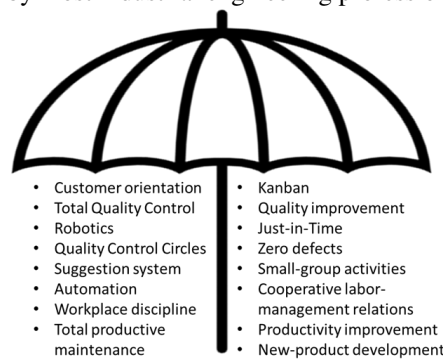 • Customer orientation
• Total Quality Control
• Robotics
• Quality Control Circles
• Suggestion system
• Automation
• Workplace discipline
• Total productive
maintenance
• Kanban
• Quality improvement
• Just-in-Time
• Zero defects
• Small-group activities
• Cooperative labor-
management relations
• Productivity improvement
• New-product development